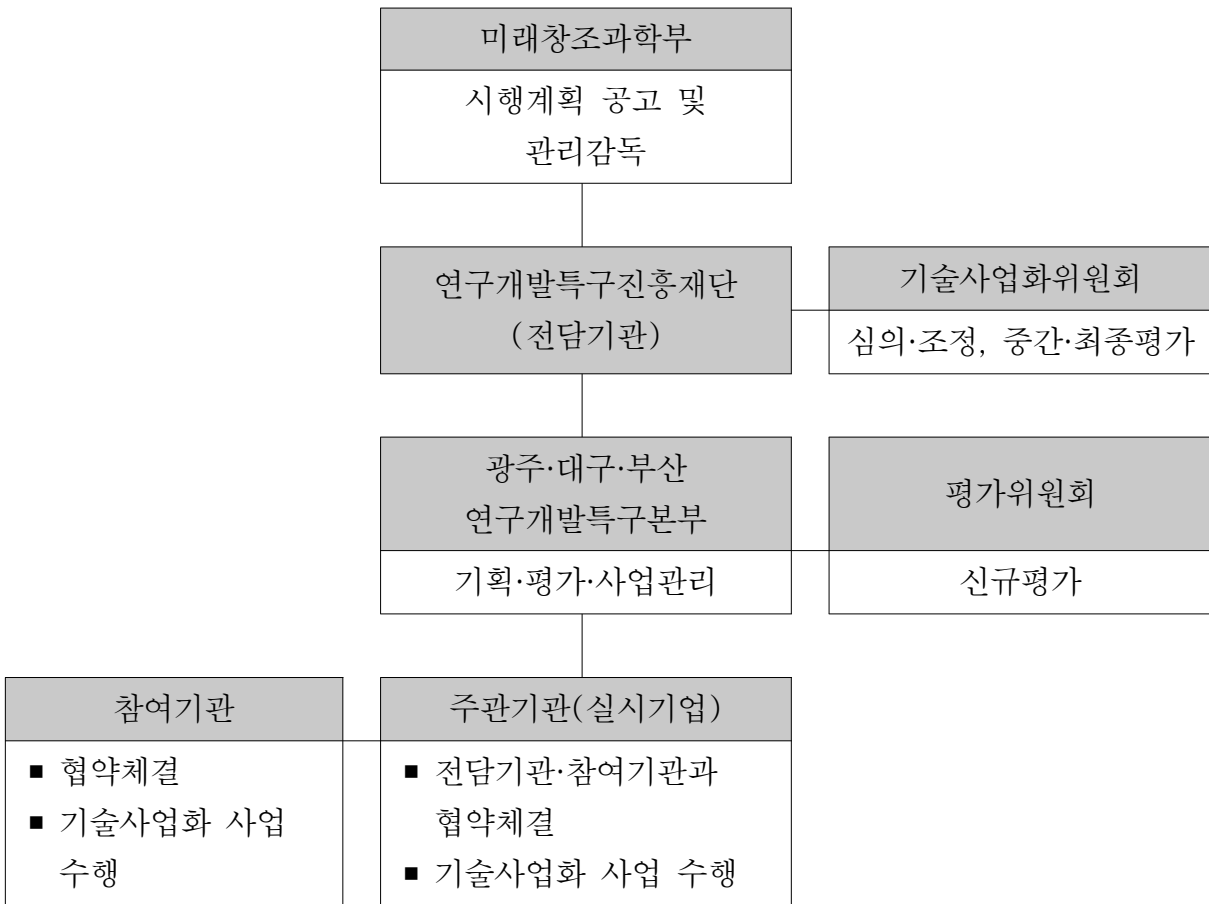 미래창조과학부
시행계획 공고 및
관리감독
연구개발특구진흥재단
(전담기관)
기술사업화위원회
심의·조정, 중간·최종평가
광주·대구·부산
연구개발특구본부
기획·평가·사업관리
평가위원회
신규평가
참여기관
■ 협약체결
■ 기술사업화 사업
수행
주관기관(실시기업)
■ 전담기관·참여기관과
협약체결
■ 기술사업화 사업 수행